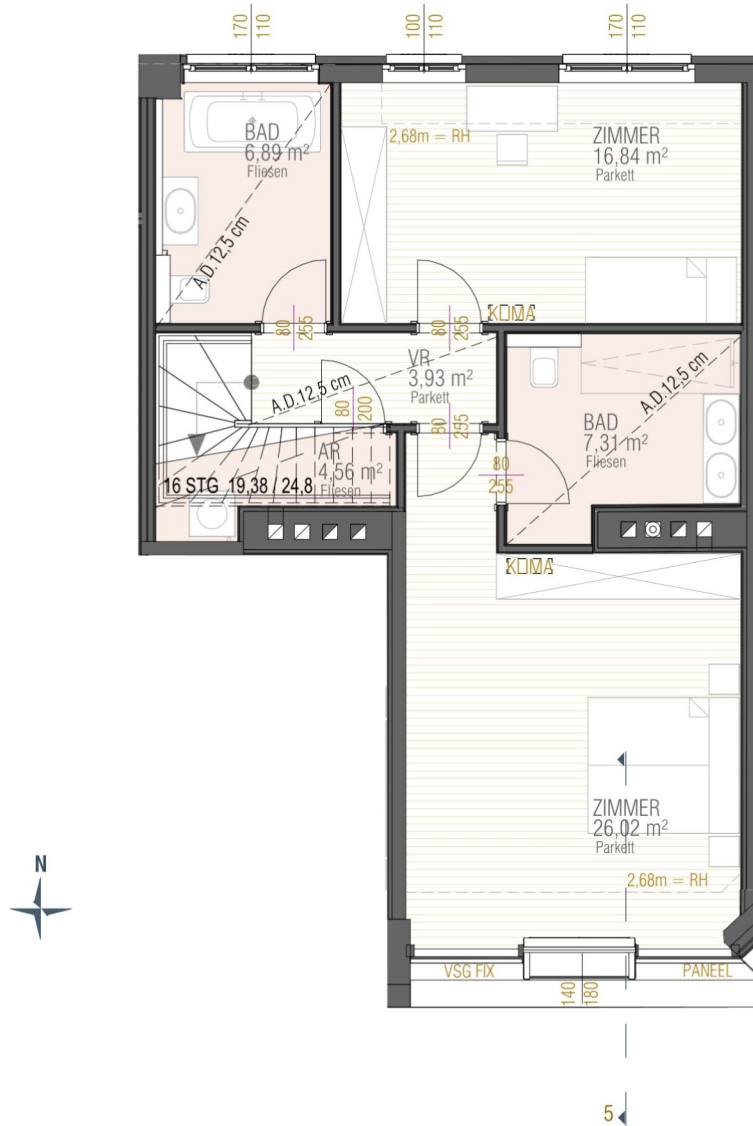 170
110
100
110
170
110
BAD
6,89 m²
Fliesen
2,68m = RH
ZIMMER
16,84 m²
Parkett
A.D.12,5 cm
KOMA
80
255
80
255
VR
3,93 m²
Parkett
A.D.12,5 cm
80
200
A.D.12,5 cm
BAD
7,31 m²
Fliesen
80
255
AR
4,56 m²
Fliesen
16 STG 19,38 / 24,8
80
255
KOMA
ZIMMER
26,02 m²
Parkett
N
2,68m = RH
VSG FIX
PANEEL
140
180
5